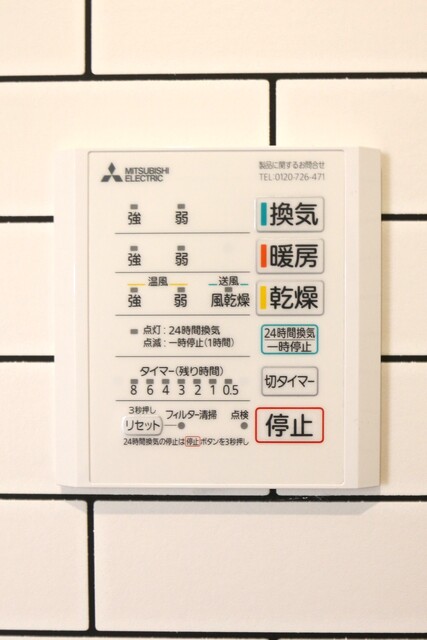 MITSUBISHI
ELECTRIC
製品に関するお問合せ
TEL:0120-726-471
強 弱 換気
強 弱 暖房
温風 送風
強 弱 風乾燥 乾燥
点灯:24時間換気
点滅:一時停止(1時間)
24時間換気
一時停止
タイマー(残り時間)
8 6 4 3 2 1 0.5
切タイマー
3秒押し
リセット フィルター清掃 点検
停止
24時間換気の停止は停止ボタンを3秒押し